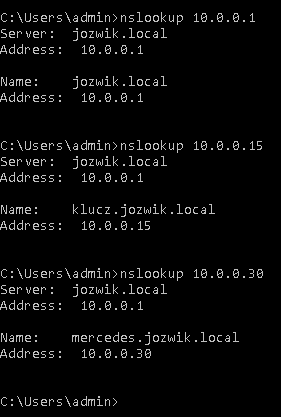 C:\Users\admin>nslookup 10.0.0.1
Server:  jozwik.local
Address:  10.0.0.1

Name:    jozwik.local
Address:  10.0.0.1

C:\Users\admin>nslookup 10.0.0.15
Server:  jozwik.local
Address:  10.0.0.1

Name:    klucz.jozwik.local
Address:  10.0.0.15

C:\Users\admin>nslookup 10.0.0.30
Server:  jozwik.local
Address:  10.0.0.1

Name:    mercedes.jozwik.local
Address:  10.0.0.30

C:\Users\admin>